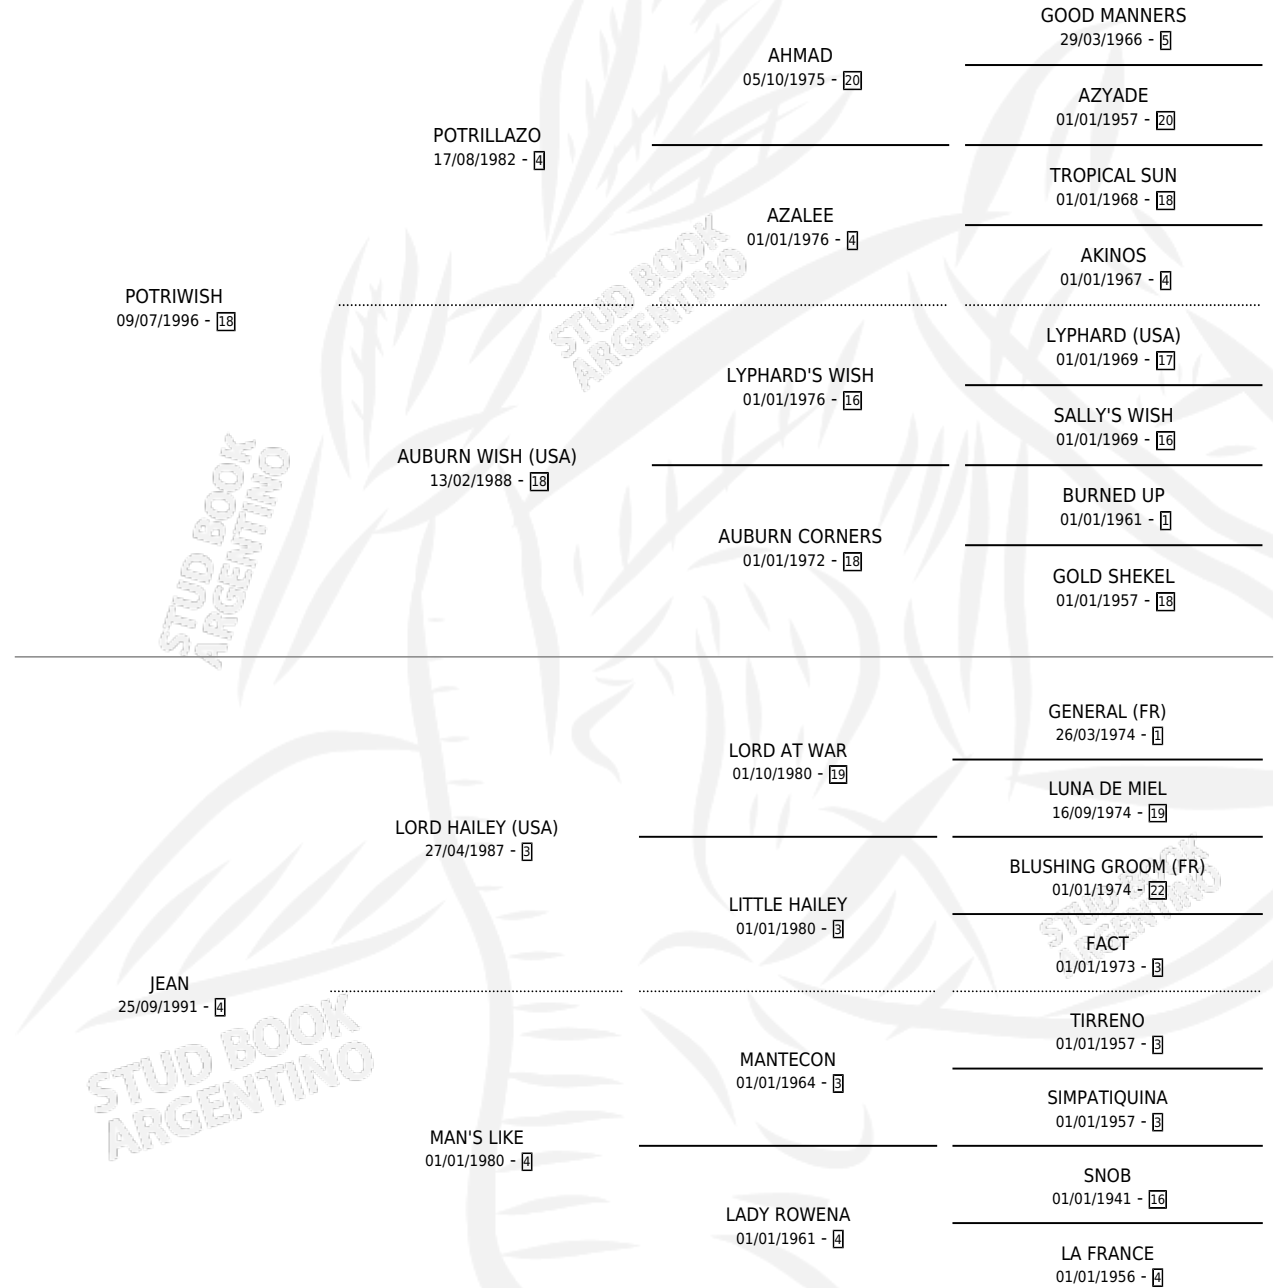 GOOD MANNERS
29/03/1966 - 5
AHMAD
05/10/1975 - 20
AZYADE
01/01/1957 - 20
POTRILLAZO
17/08/1982 - 4
TROPICAL SUN
01/01/1968 - 18
AZALEE
01/01/1976 - 4
AKINOS
01/01/1967 - 4
POTRIWISH
09/07/1996 - 18
LYPHARD (USA)
01/01/1969 - 17
LYPHARD'S WISH
01/01/1976 - 16
SALLY'S WISH
01/01/1969 - 16
AUBURN WISH (USA)
13/02/1988 - 18
BURNED UP
01/01/1961 - 1
AUBURN CORNERS
01/01/1972 - 18
GOLD SHEKEL
01/01/1957 - 18
GENERAL (FR)
26/03/1974 - 1
LORD AT WAR
01/10/1980 - 19
LUNA DE MIEL
16/09/1974 - 19
LORD HAILEY (USA)
27/04/1987 - 3
BLUSHING GROOM (FR)
01/01/1974 - 22
LITTLE HAILEY
01/01/1980 - 3
FACT
01/01/1973 - 3
JEAN
25/09/1991 - 4
TIRRENO
01/01/1957 - 3
MANTECON
01/01/1964 - 3
SIMPATIQUINA
01/01/1957 - 3
MAN'S LIKE
01/01/1980 - 4
SNOB
01/01/1941 - 16
LADY ROWENA
01/01/1961 - 4
LA FRANCE
01/01/1956 - 4
STUD BOOK
ARGENTINO
STUD BOOK
ARGENTINO
STUD BOOK
ARGENTINO
STUD BOOK
ARGENTINO